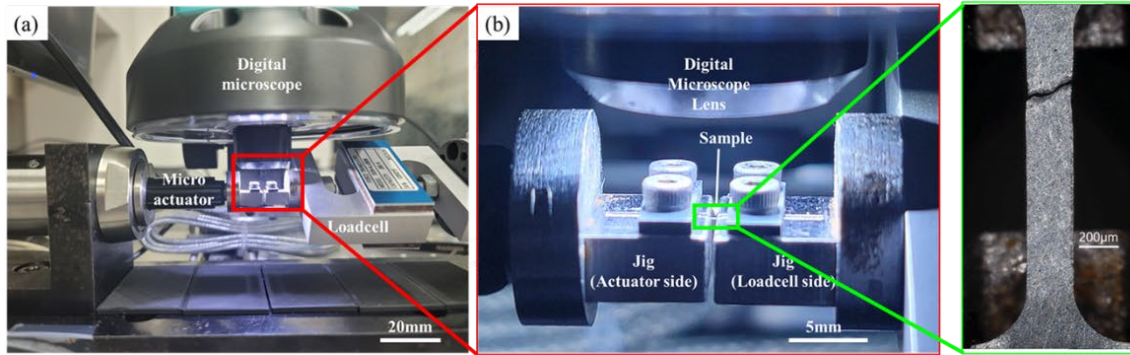 (a)
Digital
microscope
Micro
actuator
Loadcell
20mm
(b)
Digital
Microscope
Lens
Sample
Jig
(Actuator side)
Jig
(Loadcell side)
5mm
200μm